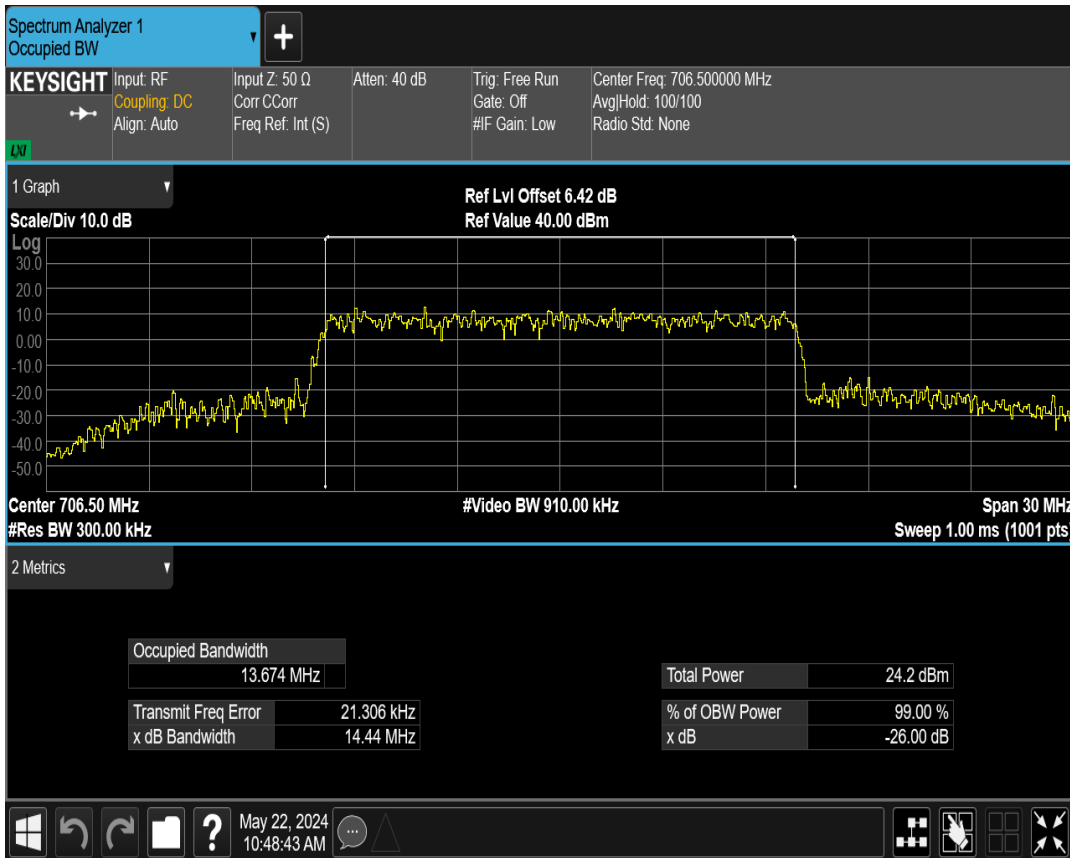 Spectrum Analyzer 1
Occupied BW
+
KEYSIGHT
LXI
Input: RF
Coupling: DC
Align: Auto
Input Z: 50 Ω
Corr CCorr
Freq Ref: Int (S)
Atten: 40 dB
Trig: Free Run
Gate: Off
#IF Gain: Low
Center Freq: 706.500000 MHz
Avg|Hold: 100/100
Radio Std: None
1 Graph
Scale/Div 10.0 dB
Ref Lvl Offset 6.42 dB
Ref Value 40.00 dBm
Log
30.0
20.0
10.0
0.00
-10.0
-20.0
-30.0
-40.0
-50.0
Center 706.50 MHz
#Video BW 910.00 kHz
Span 30 MHz
#Res BW 300.00 kHz
Sweep 1.00 ms (1001 pts)
2 Metrics
Occupied Bandwidth
13.674 MHz
Total Power 24.2 dBm
Transmit Freq Error 21.306 kHz
% of OBW Power 99.00 %
x dB Bandwidth 14.44 MHz
x dB -26.00 dB
?
May 22, 2024
10:48:43 AM